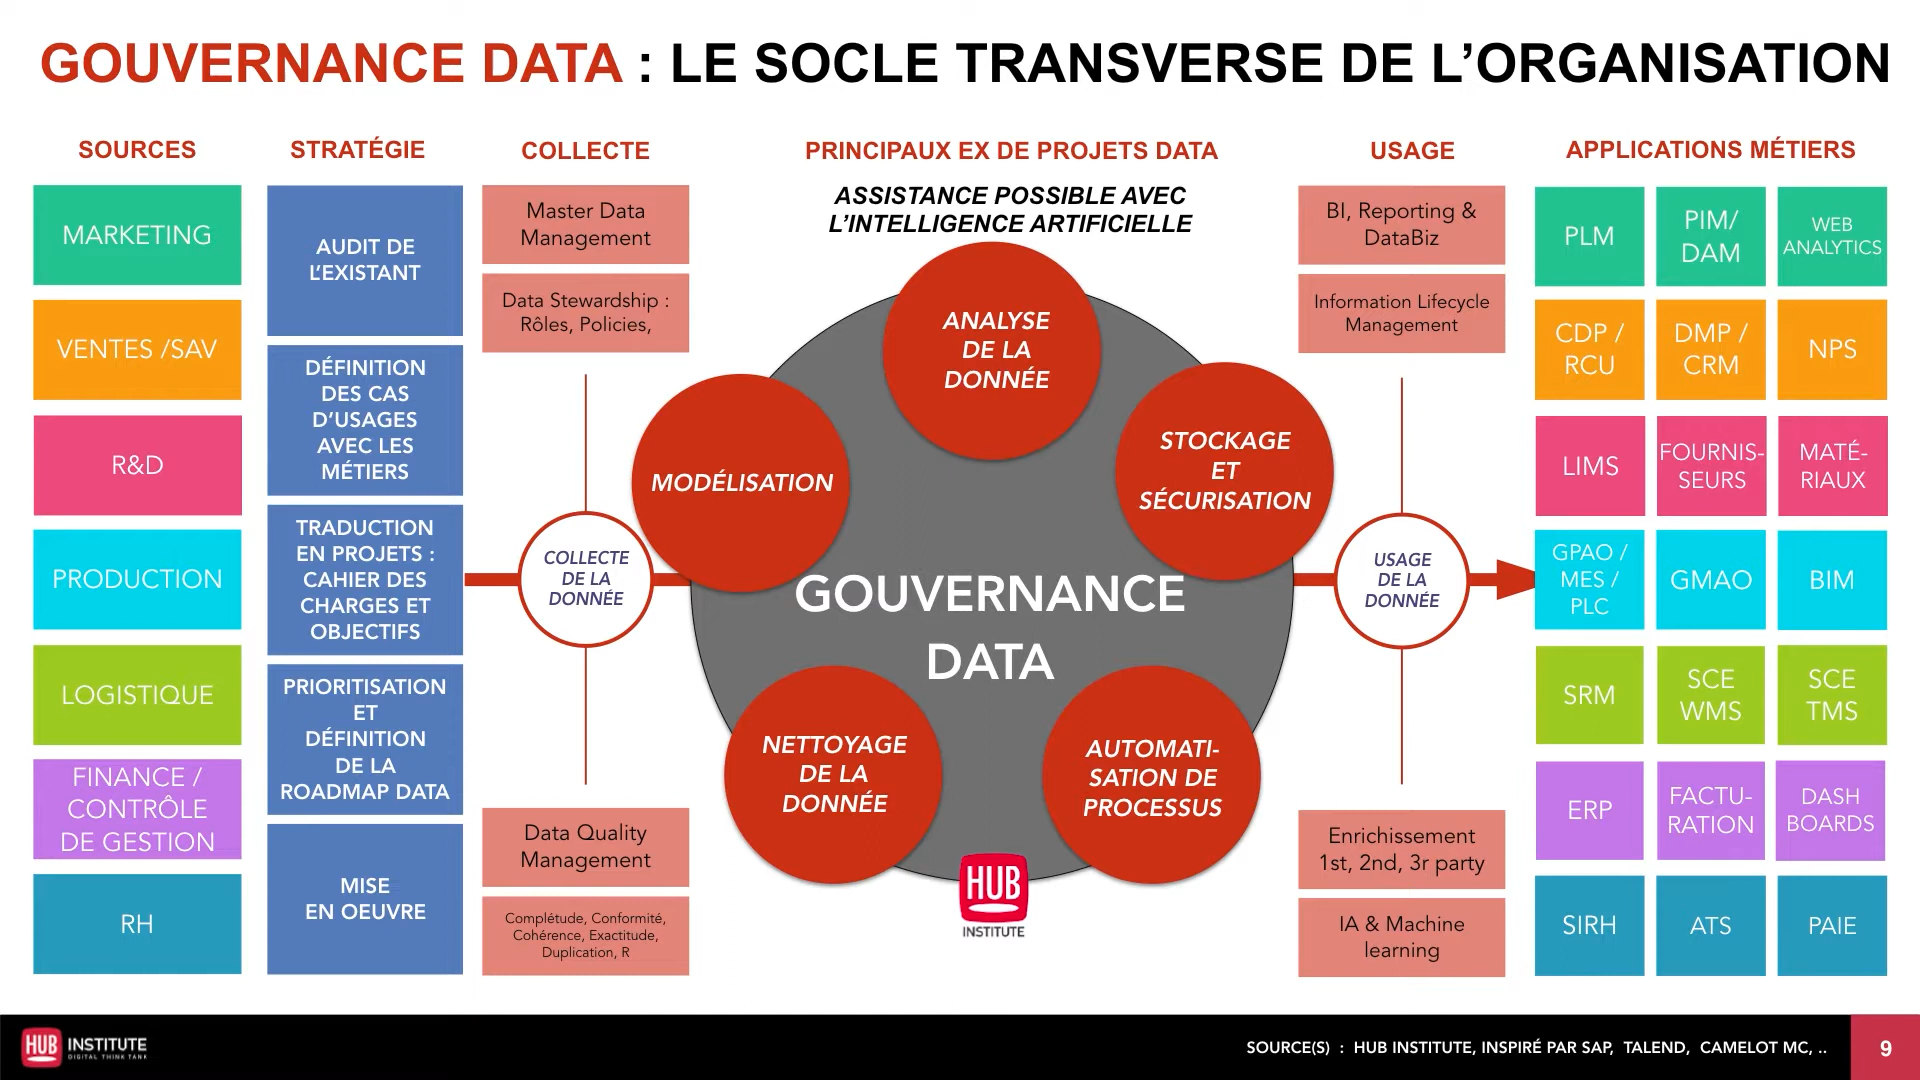 GOUVERNANCE DATA : LE SOCLE TRANSVERSE DE L’ORGANISATION
SOURCES
MARKETING
VENTES /SAV
R&D
PRODUCTION
LOGISTIQUE
FINANCE /
CONTRÔLE
DE GESTION
RH
STRATÉGIE
AUDIT DE
L’EXISTANT
DÉFINITION
DES CAS
D’USAGES
AVEC LES
MÉTIERS
TRADUCTION
EN PROJETS :
CAHIER DES
CHARGES ET
OBJECTIFS
PRIORITISATION
ET
DÉFINITION
DE LA
ROADMAP DATA
MISE
EN OEUVRE
COLLECTE
Master Data
Management
Data Stewardship :
Rôles, Policies,
COLLECTE
DE LA
DONNÉE
Data Quality
Management
Complétude, Conformité,
Cohérence, Exactitude,
Duplication, R
PRINCIPAUX EX DE PROJETS DATA
ASSISTANCE POSSIBLE AVEC
L’INTELLIGENCE ARTIFICIELLE
ANALYSE
DE LA
DONNÉE
MODÉLISATION
STOCKAGE
ET
SÉCURISATION
GOUVERNANCE
DATA
NETTOYAGE
DE LA
DONNÉE
AUTOMATI-
SATION DE
PROCESSUS
HUB
INSTITUTE
USAGE
BI, Reporting &
DataBiz
Information Lifecycle
Management
USAGE
DE LA
DONNÉE
Enrichissement
1st, 2nd, 3r party
IA & Machine
learning
APPLICATIONS MÉTIERS
PLM
PIM/
DAM
WEB
ANALYTICS
CDP /
RCU
DMP /
CRM
NPS
LIMS
FOURNIS-
SEURS
MATÉ-
RIAUX
GPAO /
MES /
PLC
GMAO
BIM
SRM
SCE
WMS
SCE
TMS
ERP
FACTU-
RATION
DASH
BOARDS
SIRH
ATS
PAIE
HUB INSTITUTE
DIGITAL THINK TANK
SOURCE(S) : HUB INSTITUTE, INSPIRÉ PAR SAP, TALEND, CAMELOT MC, ..
9